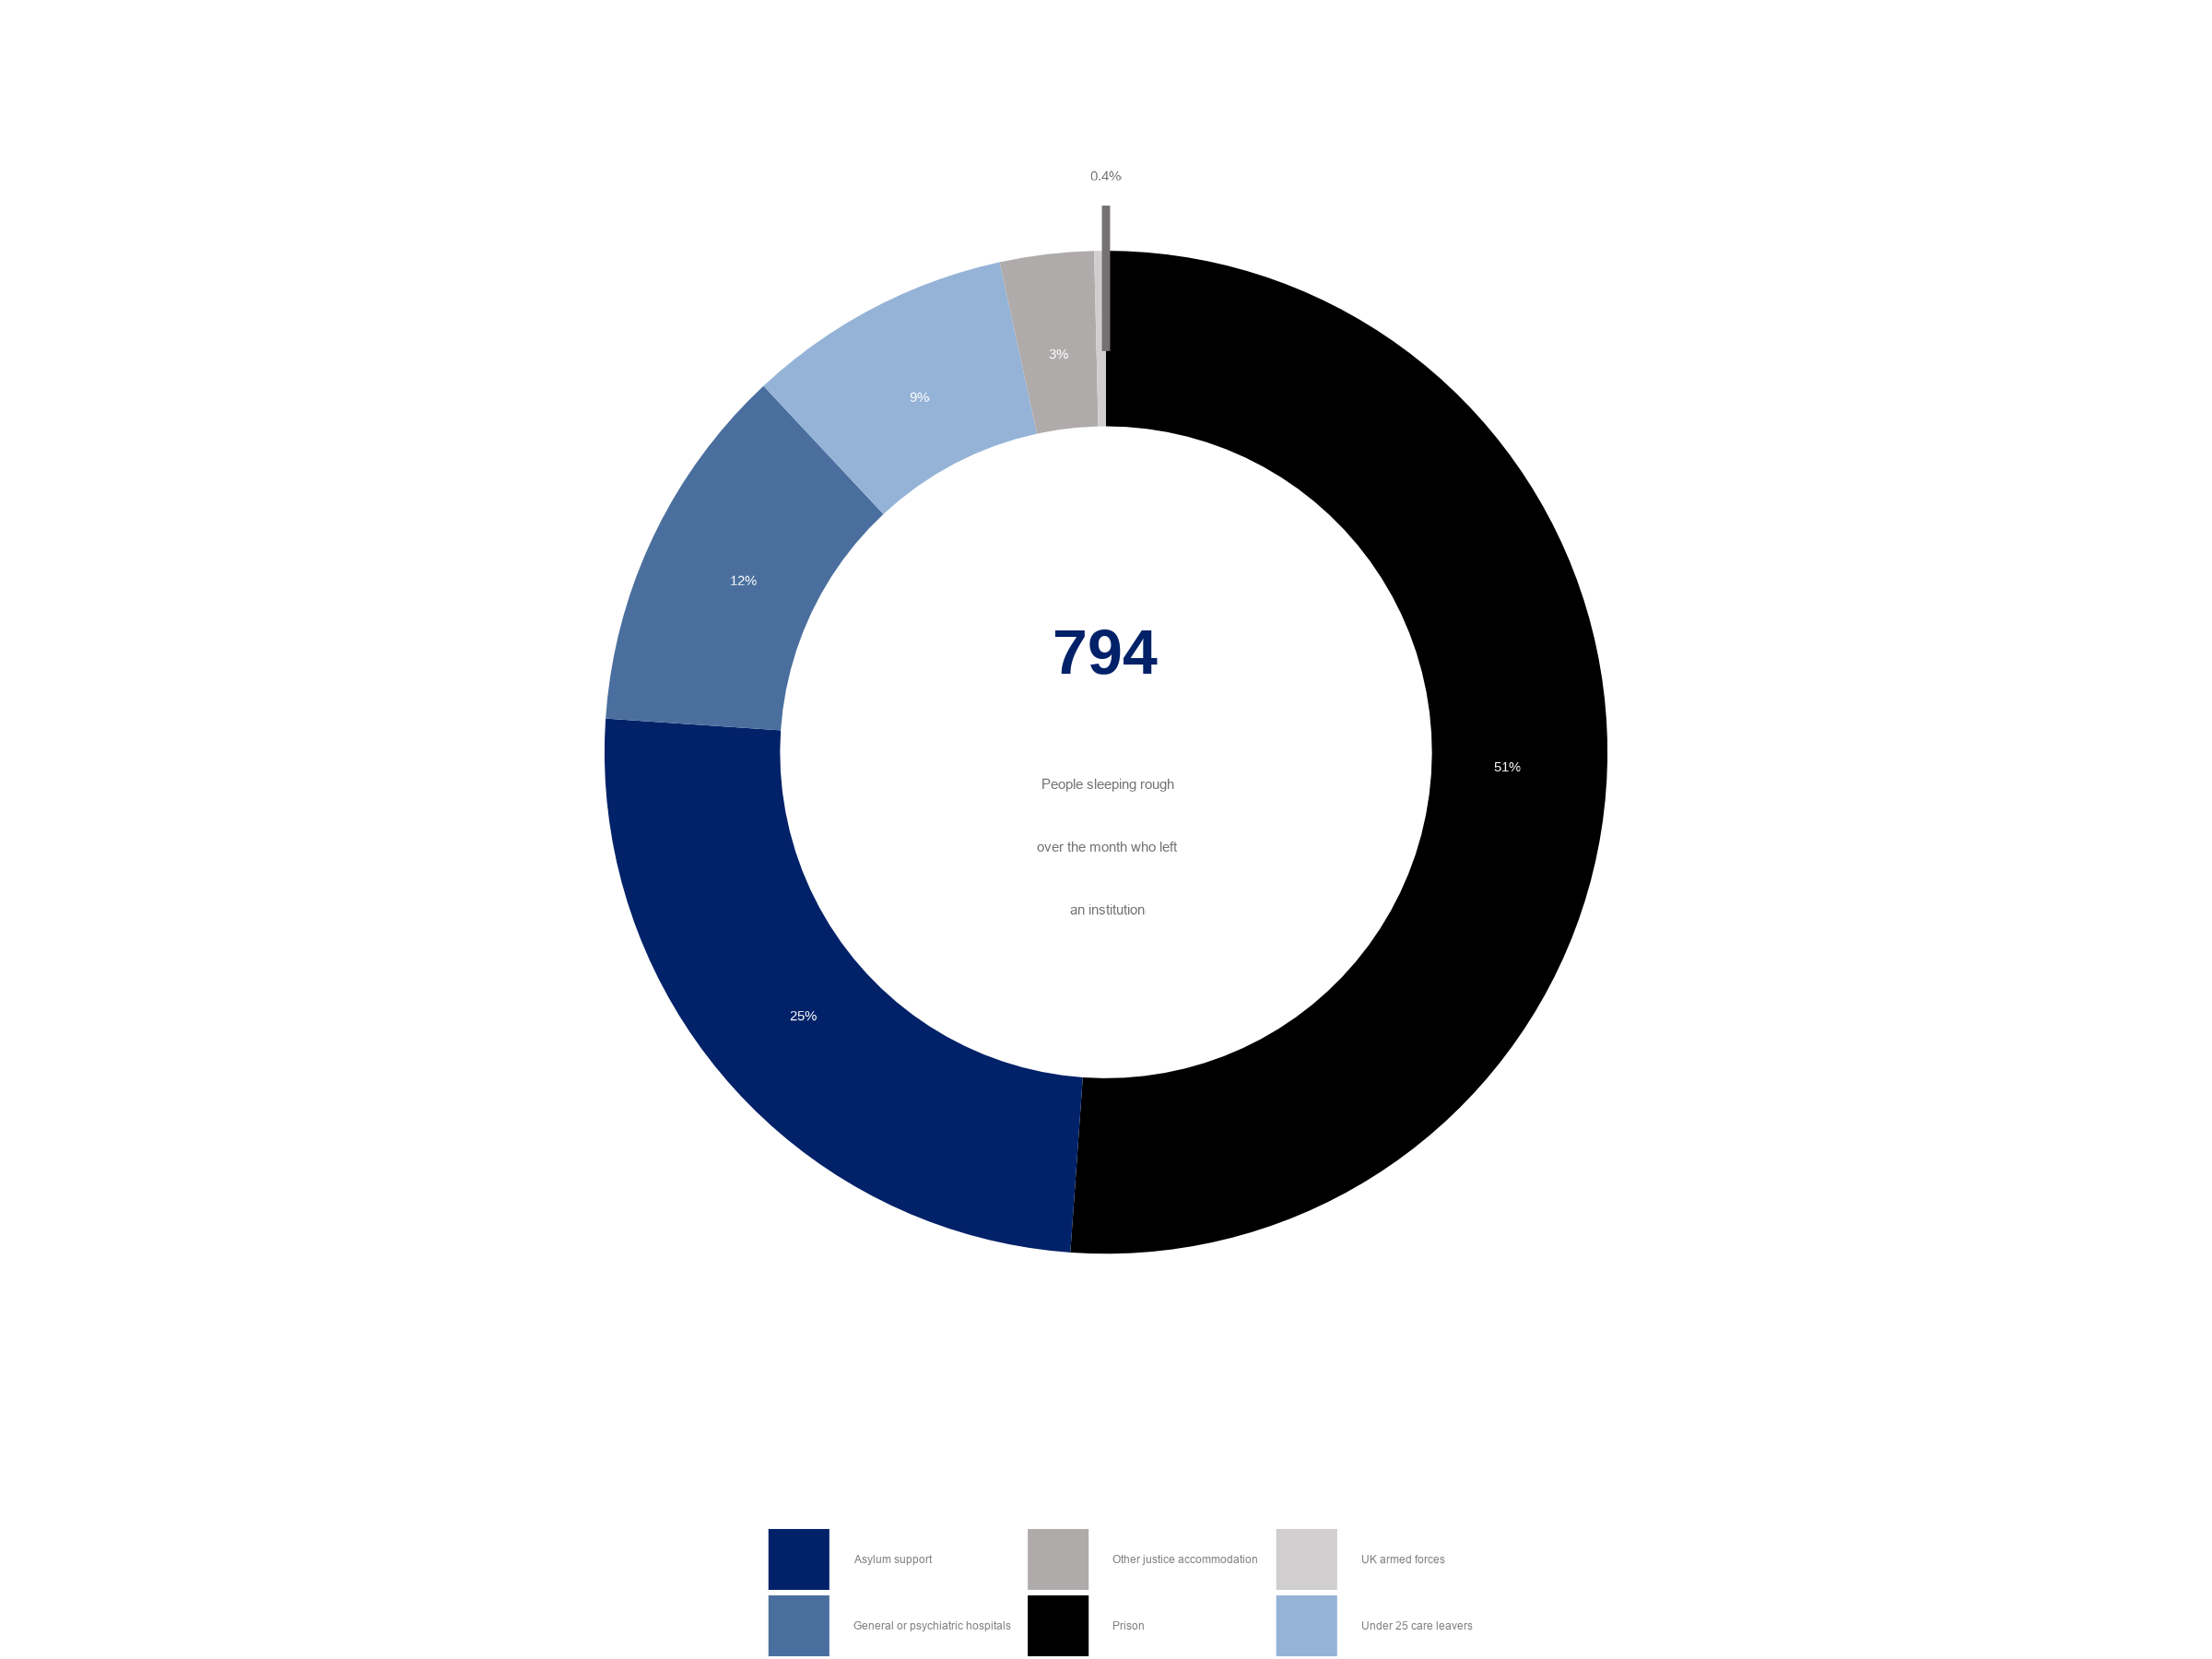 0.4%
3%
9%
12%
794
51%
People sleeping rough
over the month who left
an institution
25%
Asylum support
Other justice accommodation
UK armed forces
General or psychiatric hospitals
Prison
Under 25 care leavers